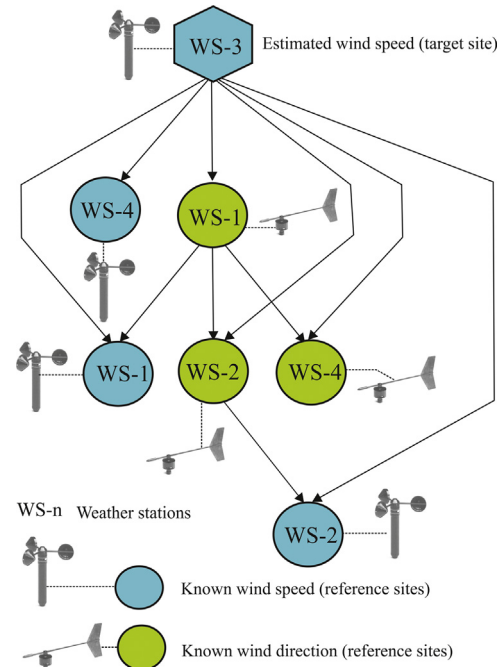 WS-3
Estimated wind speed (target site)
WS-4
WS-1
WS-1
WS-2
WS-4
WS-2
WS-n Weather stations
Known wind speed (reference sites)
Known wind direction (reference sites)